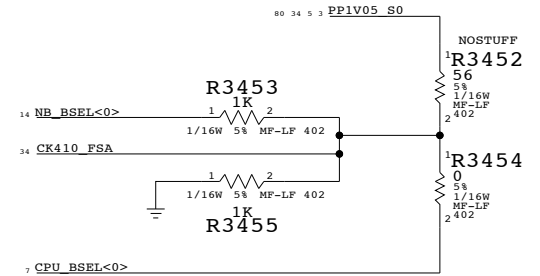 80 34 5 3 PP1V05_S0
NOSTUFF
1 R3452
56
5%
1/16W
MF-LF
2 402
R3453
1K
14 NB_BSEL<0> 1 2
1/16W 5% MF-LF 402
34 CK410_FSA
1 R3454
0
5%
1/16W
MF-LF
2 402
1 2
1/16W 5% MF-LF 402
1K
R3455
7 CPU_BSEL<0>